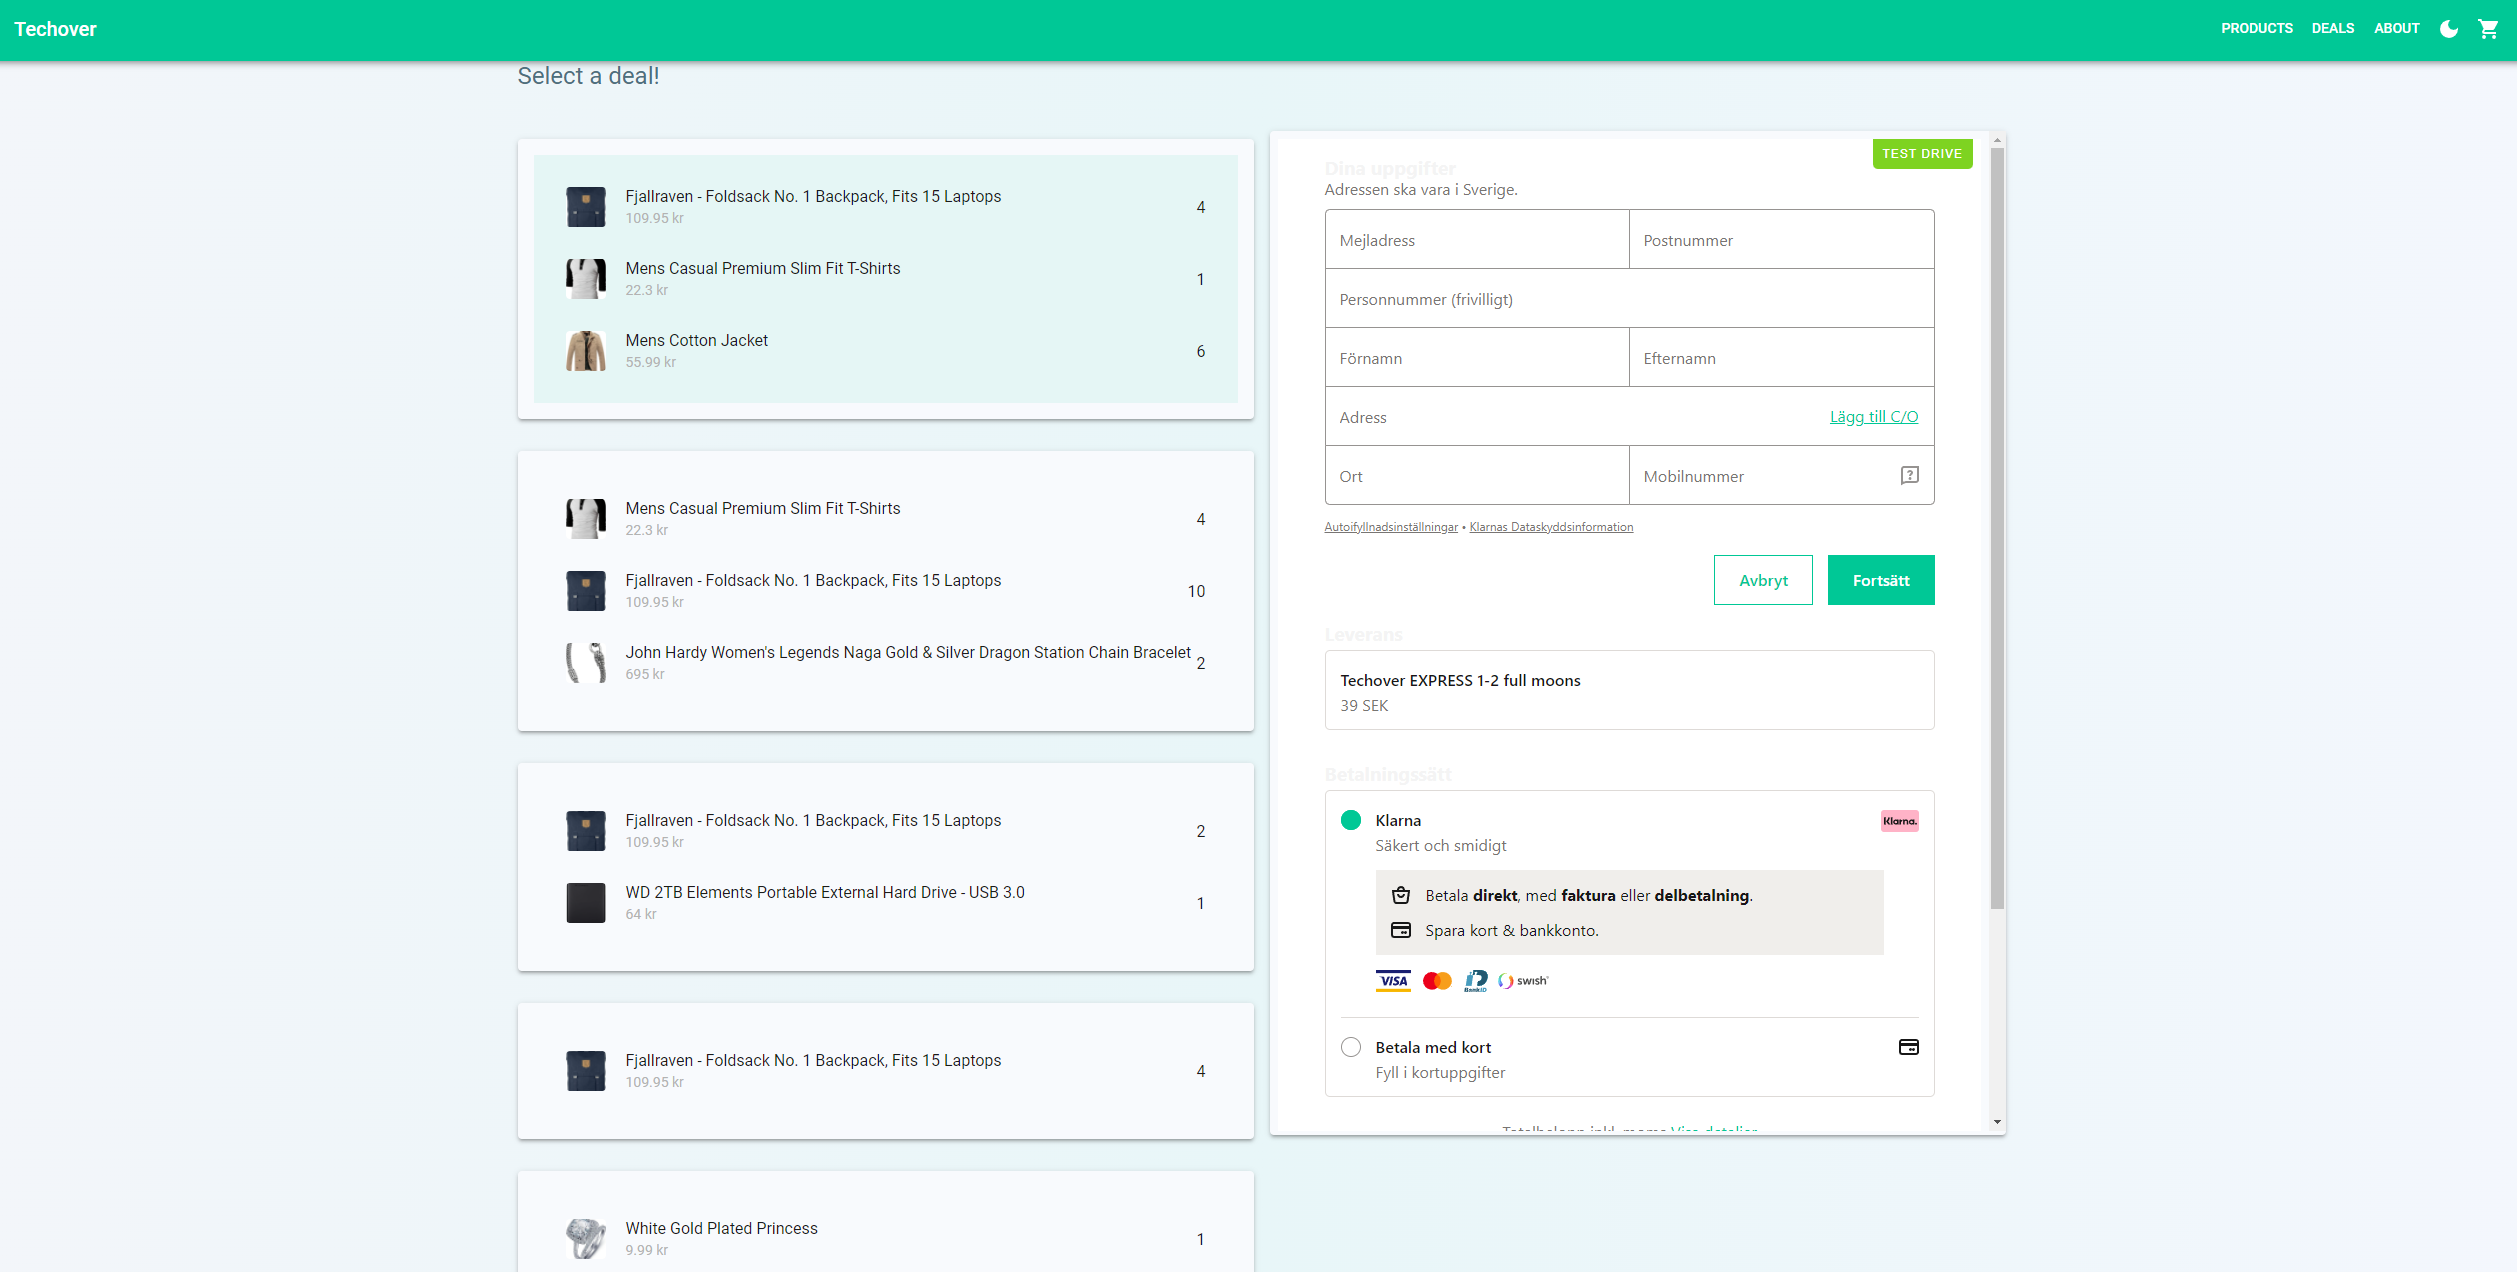 Techover
PRODUCTS DEALS ABOUT
Select a deal!
Fjallraven - Foldsack No. 1 Backpack, Fits 15 Laptops
109.95 kr
4
Mens Casual Premium Slim Fit T-Shirts
22.3 kr
1
Mens Cotton Jacket
55.99 kr
6
Mens Casual Premium Slim Fit T-Shirts
22.3 kr
4
Fjallraven - Foldsack No. 1 Backpack, Fits 15 Laptops
109.95 kr
10
John Hardy Women's Legends Naga Gold & Silver Dragon Station Chain Bracelet
695 kr
2
Fjallraven - Foldsack No. 1 Backpack, Fits 15 Laptops
109.95 kr
2
WD 2TB Elements Portable External Hard Drive - USB 3.0
64 kr
1
Fjallraven - Foldsack No. 1 Backpack, Fits 15 Laptops
109.95 kr
4
White Gold Plated Princess
9.99 kr
1
TEST DRIVE
Dina uppgifter
Adressen ska vara i Sverige.
Mejladress Postnummer
Personnummer (frivilligt)
Förnamn Efternamn
Adress Lägg till C/O
Ort Mobilnummer
Autoifyllnadsinställningar • Klarnas Dataskyddsinformation
Avbryt Fortsätt
Leverans
Techover EXPRESS 1-2 full moons
39 SEK
Betalningssätt
Klarna Klarna.
Säkert och smidigt
Betala direkt, med faktura eller delbetalning.
Spara kort & bankkonto.
VISA BankID swish
Betala med kort
Fyll i kortuppgifter
Totalbelopp inkl. moms Visa detaljer